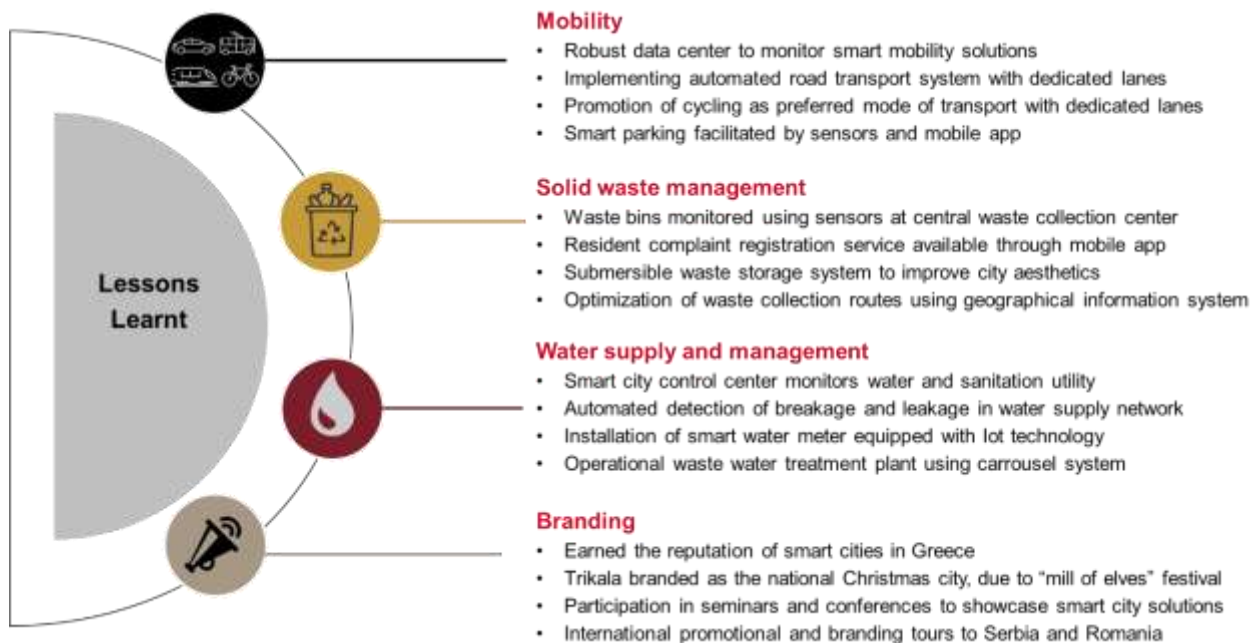 Lessons
Learnt
Mobility
• Robust data center to monitor smart mobility solutions
• Implementing automated road transport system with dedicated lanes
• Promotion of cycling as preferred mode of transport with dedicated lanes
• Smart parking facilitated by sensors and mobile app
Solid waste management
• Waste bins monitored using sensors at central waste collection center
• Resident complaint registration service available through mobile app
• Submersible waste storage system to improve city aesthetics
• Optimization of waste collection routes using geographical information system
Water supply and management
• Smart city control center monitors water and sanitation utility
• Automated detection of breakage and leakage in water supply network
• Installation of smart water meter equipped with Iot technology
• Operational waste water treatment plant using carrousel system
Branding
• Earned the reputation of smart cities in Greece
• Trikala branded as the national Christmas city, due to “mill of elves” festival
• Participation in seminars and conferences to showcase smart city solutions
• International promotional and branding tours to Serbia and Romania